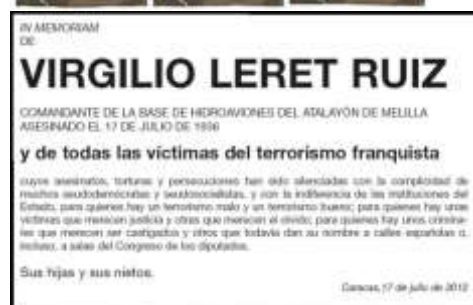 IN MEMORIAM
DE
VIRGILIO LERET RUIZ
COMANDANTE DE LA BASE DE HIDROAVIONES DEL ATALAYÓN DE MELILLA
ASESINADO EL 17 DE JULIO DE 1936
y de todas las víctimas del terrorismo franquista
cuyos asesinatos, torturas y persecuciones han sido silenciadas con la complicidad de
muchos seudodemócratas y seudosocialistas, y con la indiferencia de las instituciones del
Estado, para quienes hay un terrorismo malo y un terrorismo bueno; para quienes hay unas
víctimas que merecen justicia y otras que merecen el olvido; para quienes hay unos crimina-
les que merecen ser castigados y otros que todavía dan su nombre a calles españolas o,
incluso, a salas del Congreso de los diputados.
Sus hijas y sus nietos.
Caracas, 17 de julio de 2012